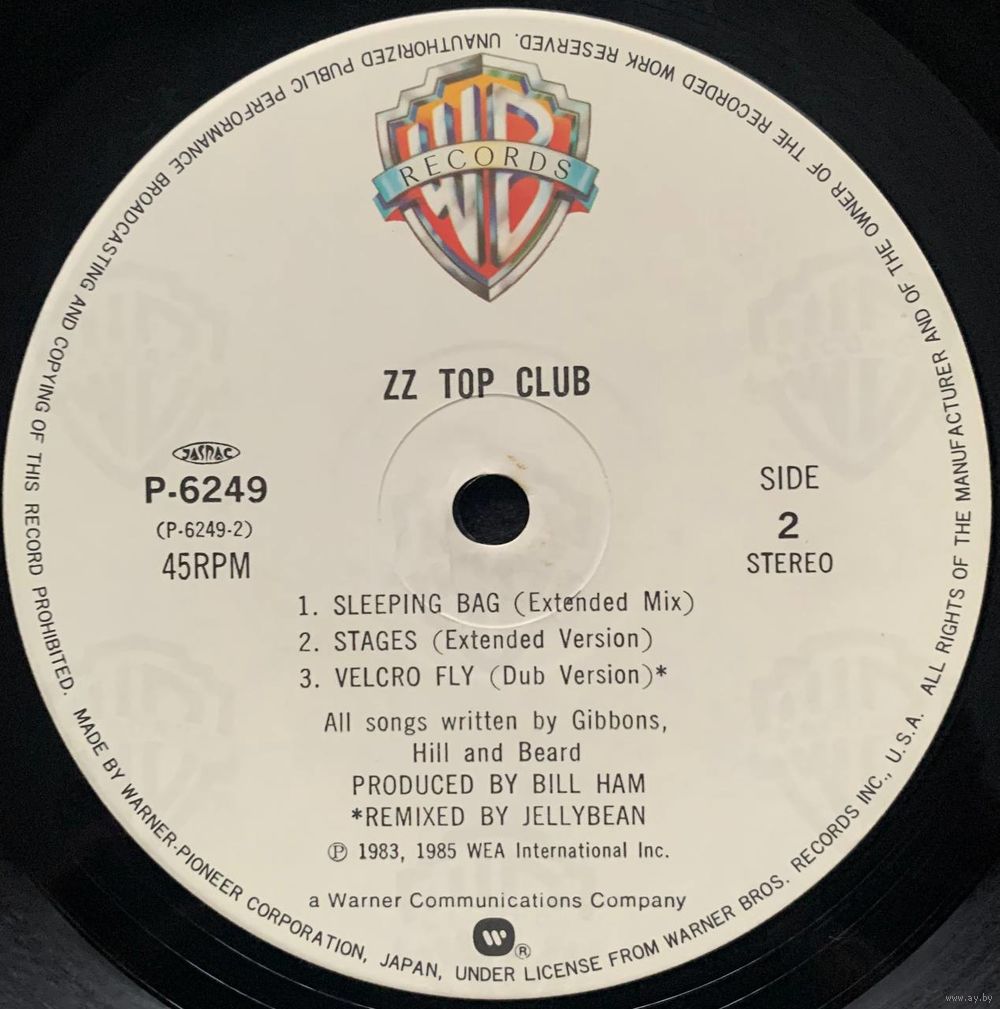 WB
RECORDS
ZZ TOP CLUB
JASRAC
P-6249
(P-6249-2)
45RPM
SIDE
2
STEREO
1. SLEEPING BAG (Extended Mix)
2. STAGES (Extended Version)
3. VELCRO FLY (Dub Version)*
All songs written by Gibbons,
Hill and Beard
PRODUCED BY BILL HAM
*REMIXED BY JELLYBEAN
Ⓟ 1983, 1985 WEA International Inc.
a Warner Communications Company
W®
MADE BY WARNER-PIONEER CORPORATION, JAPAN, UNDER LICENSE FROM WARNER BROS. RECORDS INC., U.S.A. ALL RIGHTS OF THE MANUFACTURER AND OF THE OWNER OF THE RECORDED WORK RESERVED. UNAUTHORIZED PUBLIC PERFORMANCE BROADCASTING AND COPYING OF THIS RECORD PROHIBITED.
www.ay.by